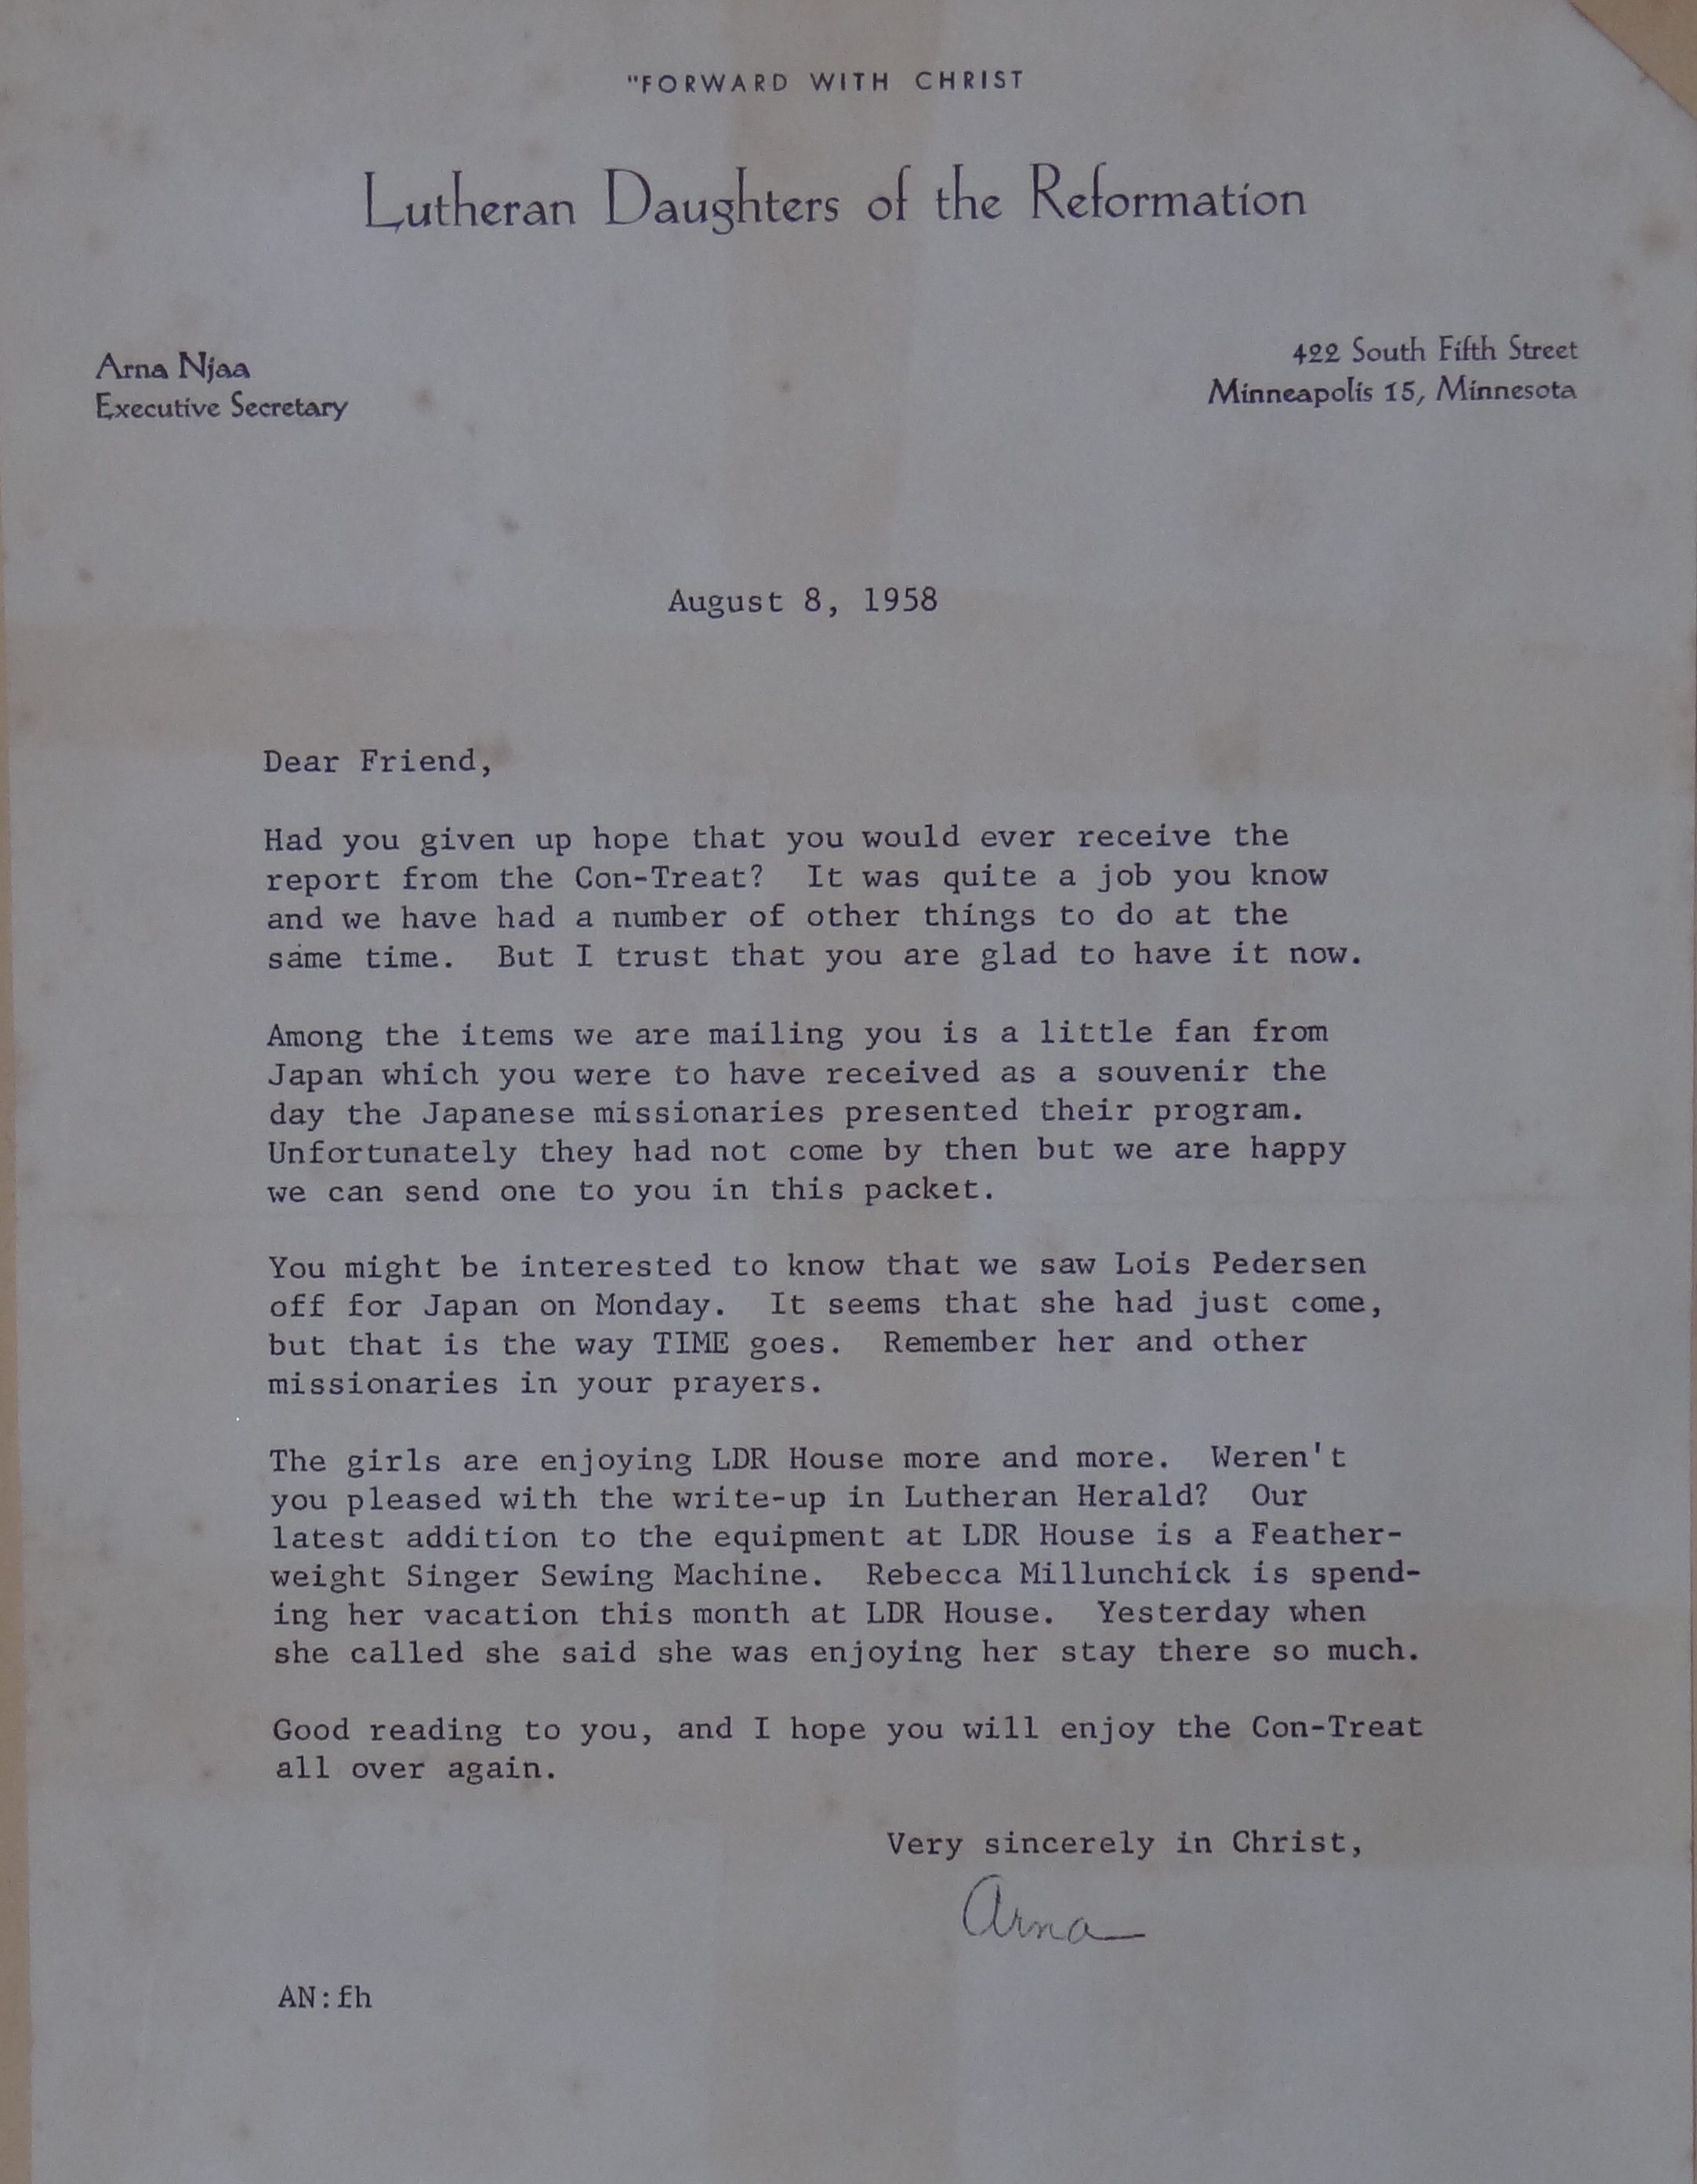 "FORWARD WITH CHRIST
Lutheran Daughters of the Reformation
Arna Njaa
Executive Secretary
422 South Fifth Street
Minneapolis 15, Minnesota
August 8, 1958
Dear Friend,
Had you given up hope that you would ever receive the
report from the Con-Treat? It was quite a job you know
and we have had a number of other things to do at the
same time. But I trust that you are glad to have it now.
Among the items we are mailing you is a little fan from
Japan which you were to have received as a souvenir the
day the Japanese missionaries presented their program.
Unfortunately they had not come by then but we are happy
we can send one to you in this packet.
You might be interested to know that we saw Lois Pedersen
off for Japan on Monday. It seems that she had just come,
but that is the way TIME goes. Remember her and other
missionaries in your prayers.
The girls are enjoying LDR House more and more. Weren't
you pleased with the write-up in Lutheran Herald? Our
latest addition to the equipment at LDR House is a Feather-
weight Singer Sewing Machine. Rebecca Millunchick is spend-
ing her vacation this month at LDR House. Yesterday when
she called she said she was enjoying her stay there so much.
Good reading to you, and I hope you will enjoy the Con-Treat
all over again.
Very sincerely in Christ,
Arna
AN:fh